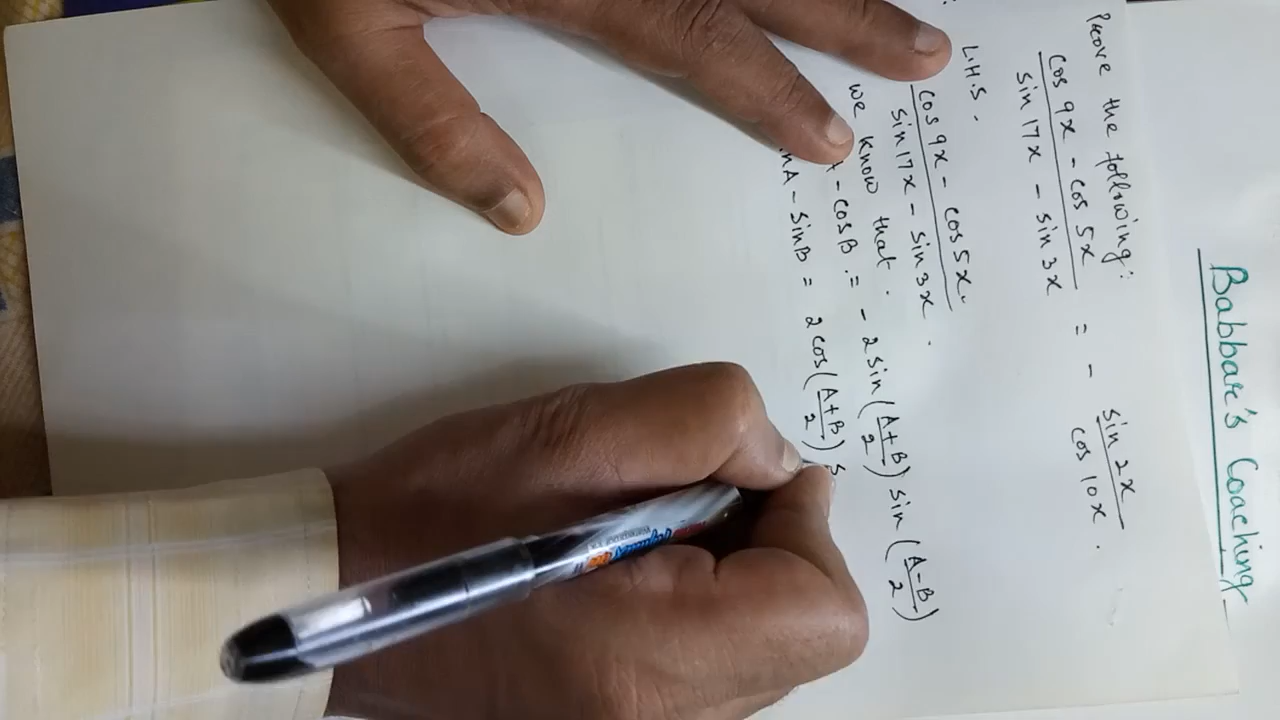 Babbar's Coaching
Prove the following:
cos 9x - cos 5x / sin 17x - sin 3x = - sin 2x / cos 10x .
L.H.S.
cos 9x - cos 5x / sin 17x - sin 3x .
we know that.
A - cos B = - 2 sin (A+B / 2) sin (A-B / 2)
A - sin B = 2 cos (A+B / 2) s